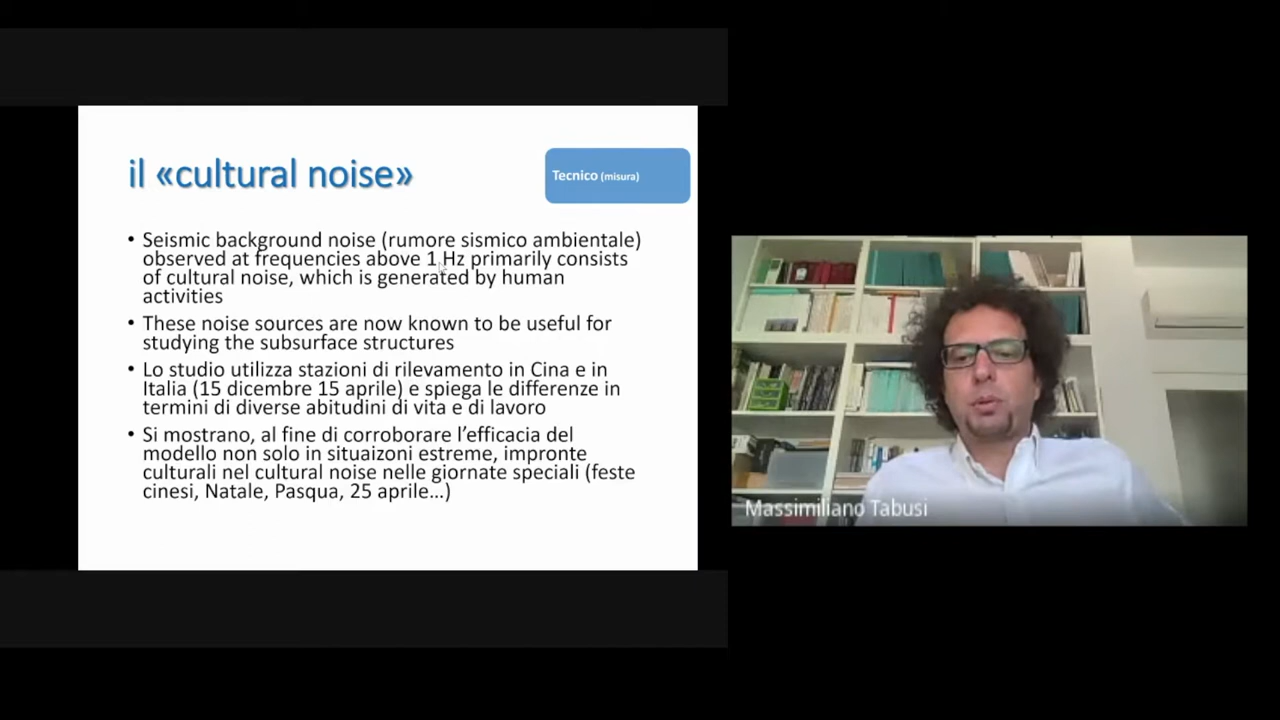 il «cultural noise»
Tecnico (misura)
• Seismic background noise (rumore sismico ambientale)
observed at frequencies above 1 Hz primarily consists
of cultural noise, which is generated by human
activities
• These noise sources are now known to be useful for
studying the subsurface structures
• Lo studio utilizza stazioni di rilevamento in Cina e in
Italia (15 dicembre 15 aprile) e spiega le differenze in
termini di diverse abitudini di vita e di lavoro
• Si mostrano, al fine di corroborare l’efficacia del
modello non solo in situaizoni estreme, impronte
culturali nel cultural noise nelle giornate speciali (feste
cinesi, Natale, Pasqua, 25 aprile…)
Massimiliano Tabusi